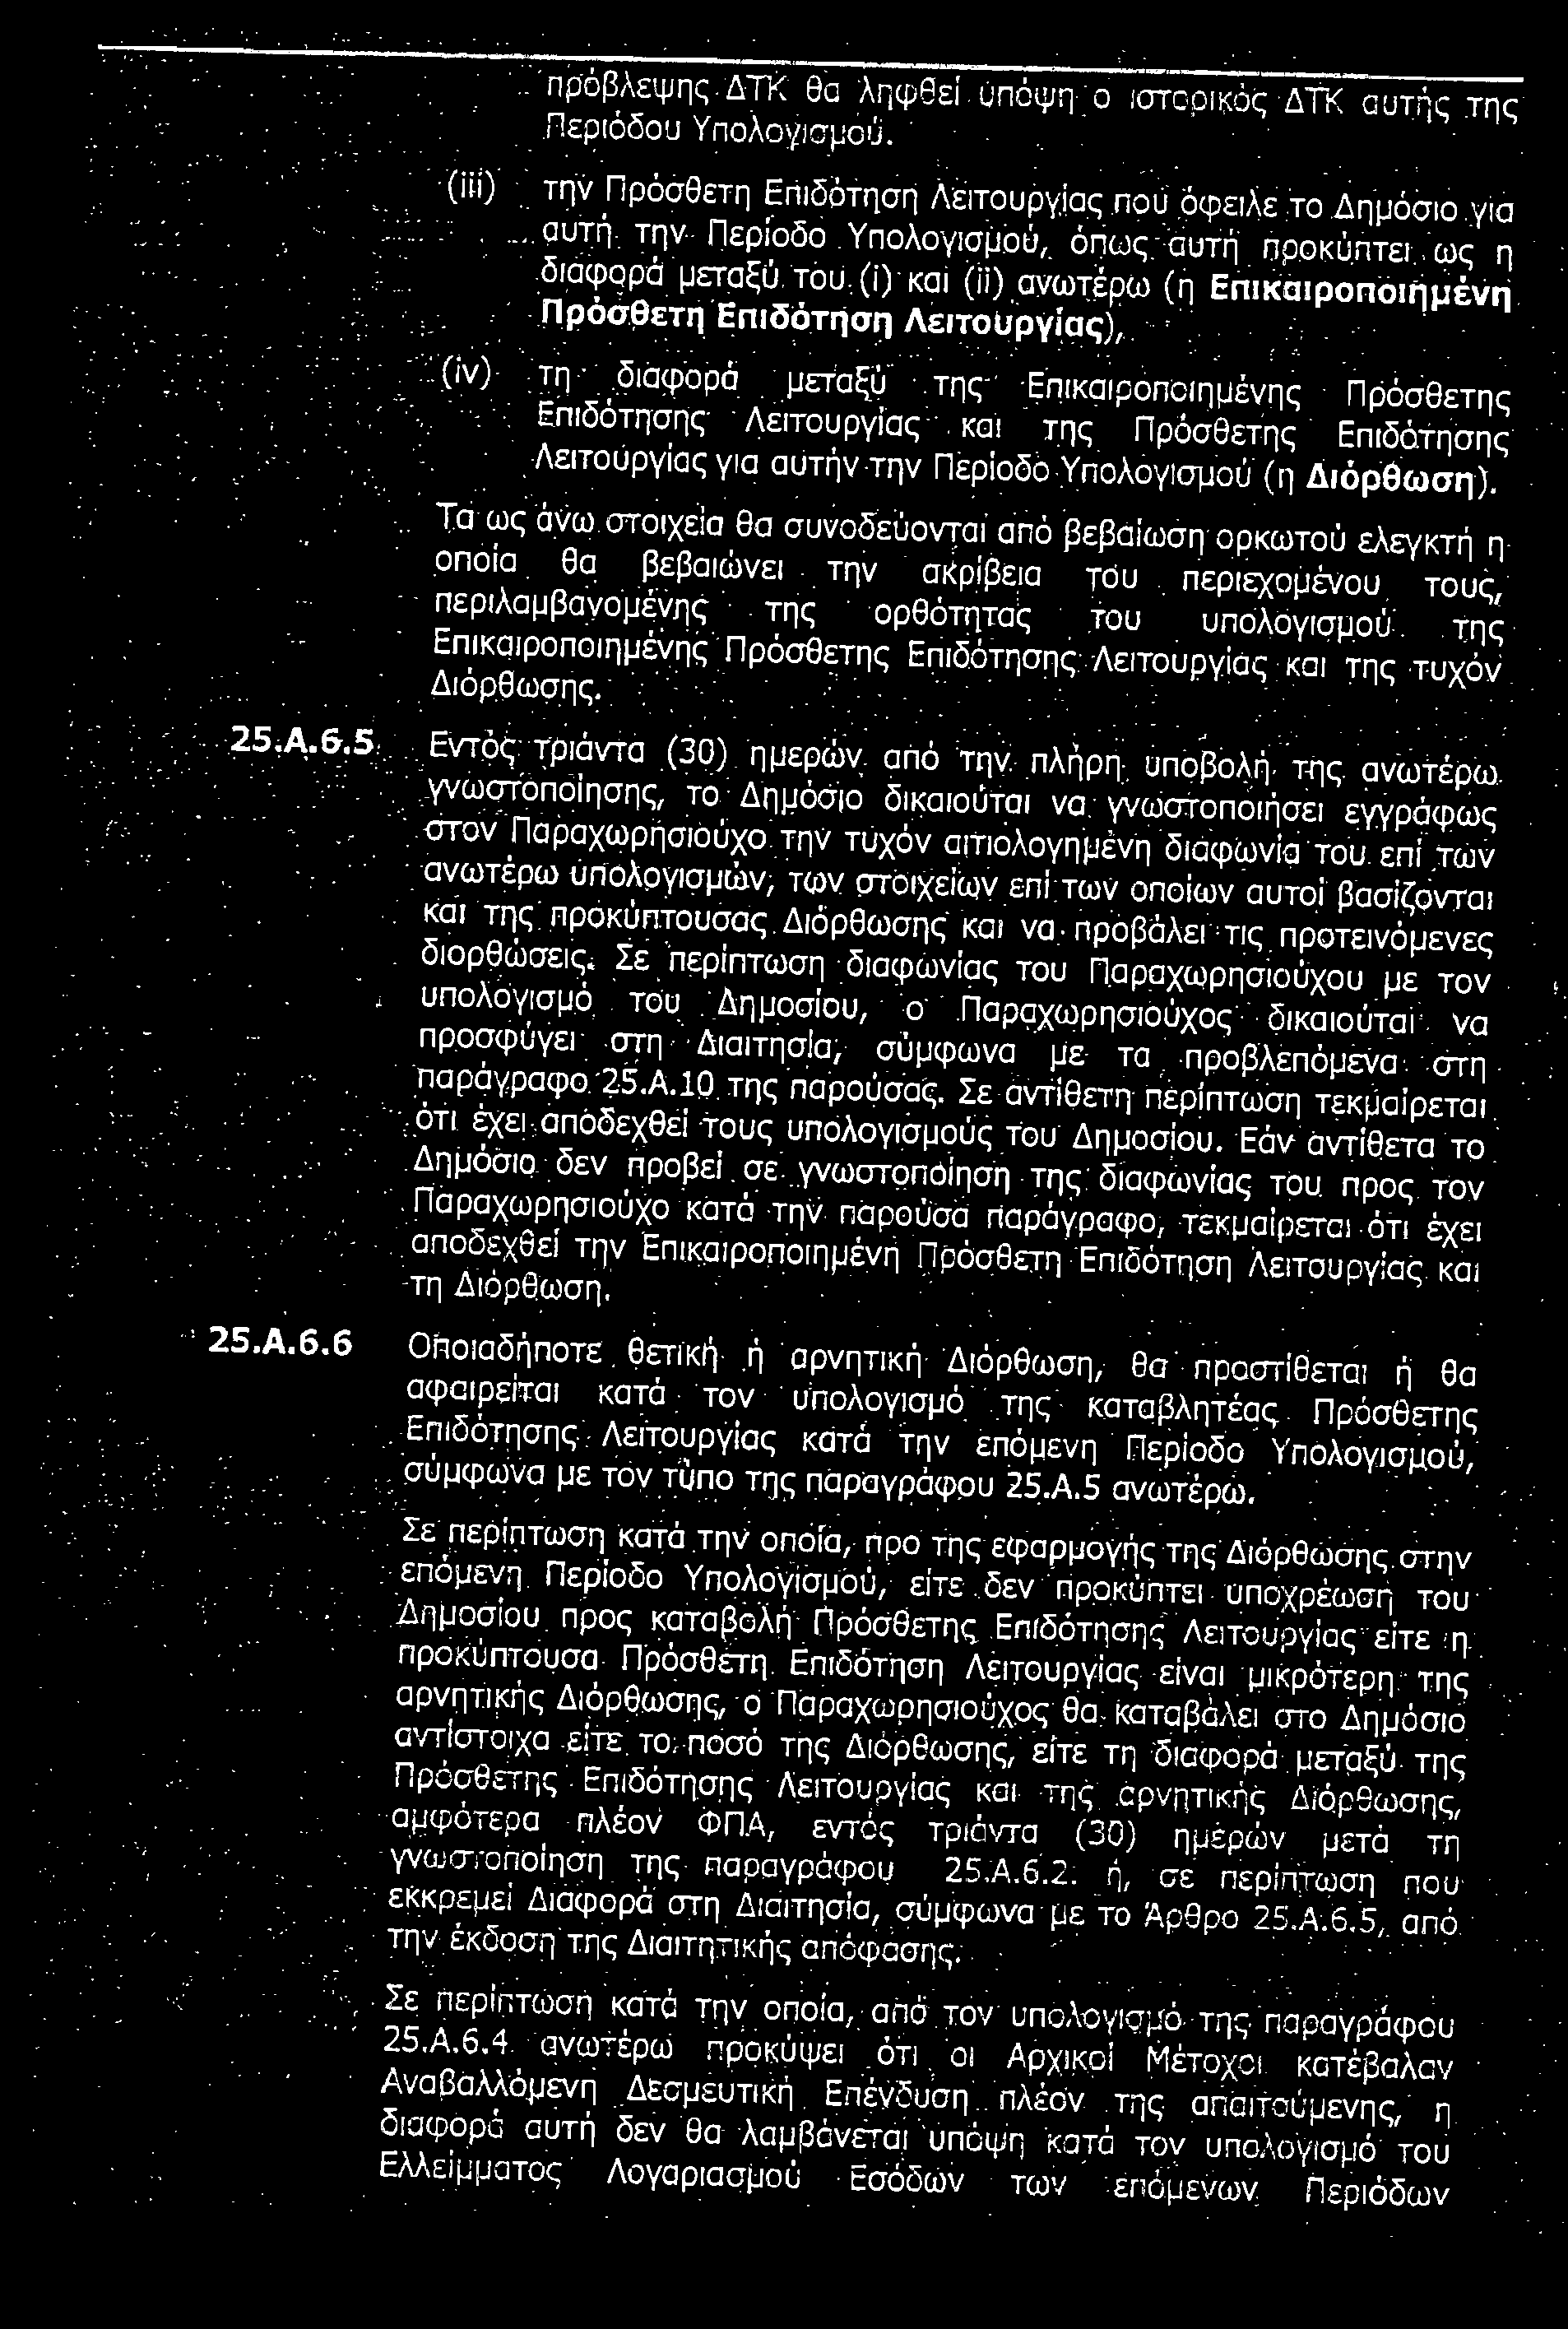 πρόβλεψης ΔΤΚ θα ληφθεί υπόψη ο ιστορικός ΔΤΚ αυτής της
Περιόδου Υπολογισμού.
(iii) την Πρόσθετη Επιδότηση Λειτουργίας που όφειλε το Δημόσιο για
αυτή την Περίοδο Υπολογισμού, όπως αυτή προκύπτει ως η
διαφορά μεταξύ του (i) και (ii) ανωτέρω (η Επικαιροποιημένη
Πρόσθετη Επιδότηση Λειτουργίας),
(iv) τη διαφορά μεταξύ της Επικαιροποιημένης Πρόσθετης
Επιδότησης Λειτουργίας και της Πρόσθετης Επιδότησης
Λειτουργίας για αυτήν την Περίοδο Υπολογισμού (η Διόρθωση).
Τα ως άνω στοιχεία θα συνοδεύονται από βεβαίωση ορκωτού ελεγκτή η
οποία θα βεβαιώνει την ακρίβεια του περιεχομένου τους,
περιλαμβανομένης της ορθότητας του υπολογισμού της
Επικαιροποιημένης Πρόσθετης Επιδότησης Λειτουργίας και της τυχόν
Διόρθωσης.
25.Α.6.5 Εντός τριάντα (30) ημερών από την πλήρη υποβολή της ανωτέρω
γνωστοποίησης, το Δημόσιο δικαιούται να γνωστοποιήσει εγγράφως
στον Παραχωρησιούχο την τυχόν αιτιολογημένη διαφωνία του επί των
ανωτέρω υπολογισμών, των στοιχείων επί των οποίων αυτοί βασίζονται
και της προκύπτουσας Διόρθωσης και να προβάλει τις προτεινόμενες
διορθώσεις. Σε περίπτωση διαφωνίας του Παραχωρησιούχου με τον
υπολογισμό του Δημοσίου, ο Παραχωρησιούχος δικαιούται να
προσφύγει στη Διαιτησία, σύμφωνα με τα προβλεπόμενα στη
παράγραφο 25.Α.10 της παρούσας. Σε αντίθετη περίπτωση τεκμαίρεται
ότι έχει αποδεχθεί τους υπολογισμούς του Δημοσίου. Εάν αντίθετα το
Δημόσιο δεν προβεί σε γνωστοποίηση της διαφωνίας του προς τον
Παραχωρησιούχο κατά την παρούσα παράγραφο, τεκμαίρεται ότι έχει
αποδεχθεί την Επικαιροποιημένη Πρόσθετη Επιδότηση Λειτουργίας και
τη Διόρθωση.
25.Α.6.6 Οποιαδήποτε θετική ή αρνητική Διόρθωση, θα προστίθεται ή θα
αφαιρείται κατά τον υπολογισμό της καταβλητέας Πρόσθετης
Επιδότησης Λειτουργίας κατά την επόμενη Περίοδο Υπολογισμού,
σύμφωνα με τον τύπο της παραγράφου 25.Α.5 ανωτέρω.
Σε περίπτωση κατά την οποία, προ της εφαρμογής της Διόρθωσης στην
επόμενη Περίοδο Υπολογισμού, είτε δεν προκύπτει υποχρέωση του
Δημοσίου προς καταβολή Πρόσθετης Επιδότησης Λειτουργίας είτε η
προκύπτουσα Πρόσθετη Επιδότηση Λειτουργίας είναι μικρότερη της
αρνητικής Διόρθωσης, ο Παραχωρησιούχος θα καταβάλει στο Δημόσιο
αντίστοιχα είτε το ποσό της Διόρθωσης, είτε τη διαφορά μεταξύ της
Πρόσθετης Επιδότησης Λειτουργίας και της αρνητικής Διόρθωσης,
αμφότερα πλέον ΦΠΑ, εντός τριάντα (30) ημερών μετά τη
γνωστοποίηση της παραγράφου 25.Α.6.2. ή, σε περίπτωση που
εκκρεμεί Διαφορά στη Διαιτησία, σύμφωνα με το Άρθρο 25.Α.6.5, από
την έκδοση της Διαιτητικής απόφασης.
Σε περίπτωση κατά την οποία, από τον υπολογισμό της παραγράφου
25.Α.6.4 ανωτέρω προκύψει ότι οι Αρχικοί Μέτοχοι κατέβαλαν
Αναβαλλόμενη Δεσμευτική Επένδυση πλέον της απαιτούμενης, η
διαφορά αυτή δεν θα λαμβάνεται υπόψη κατά τον υπολογισμό του
Ελλείμματος Λογαριασμού Εσόδων των επόμενων Περιόδων